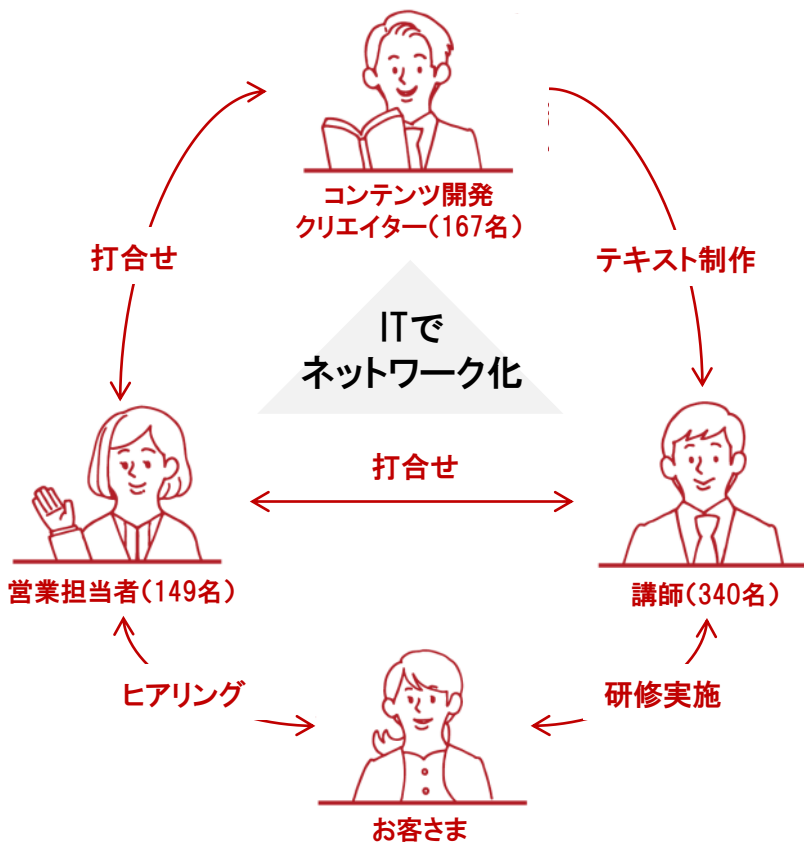 コンテンツ開発
クリエイター(167名)
打合せ
テキスト制作
ITで
ネットワーク化
打合せ
営業担当者(149名)
講師(340名)
ヒアリング
研修実施
お客さま